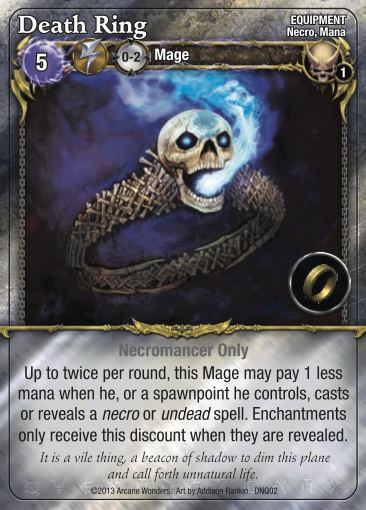 Death Ring
EQUIPMENT
Necro, Mana
5
0-2
Mage
1
Necromancer Only
Up to twice per round, this Mage may pay 1 less
mana when he, or a spawnpoint he controls, casts
or reveals a necro or undead spell. Enchantments
only receive this discount when they are revealed.
It is a vile thing, a beacon of shadow to dim this plane
and call forth unnatural life.
©2013 Arcane Wonders. Art by Addison Rankin. DNQ02